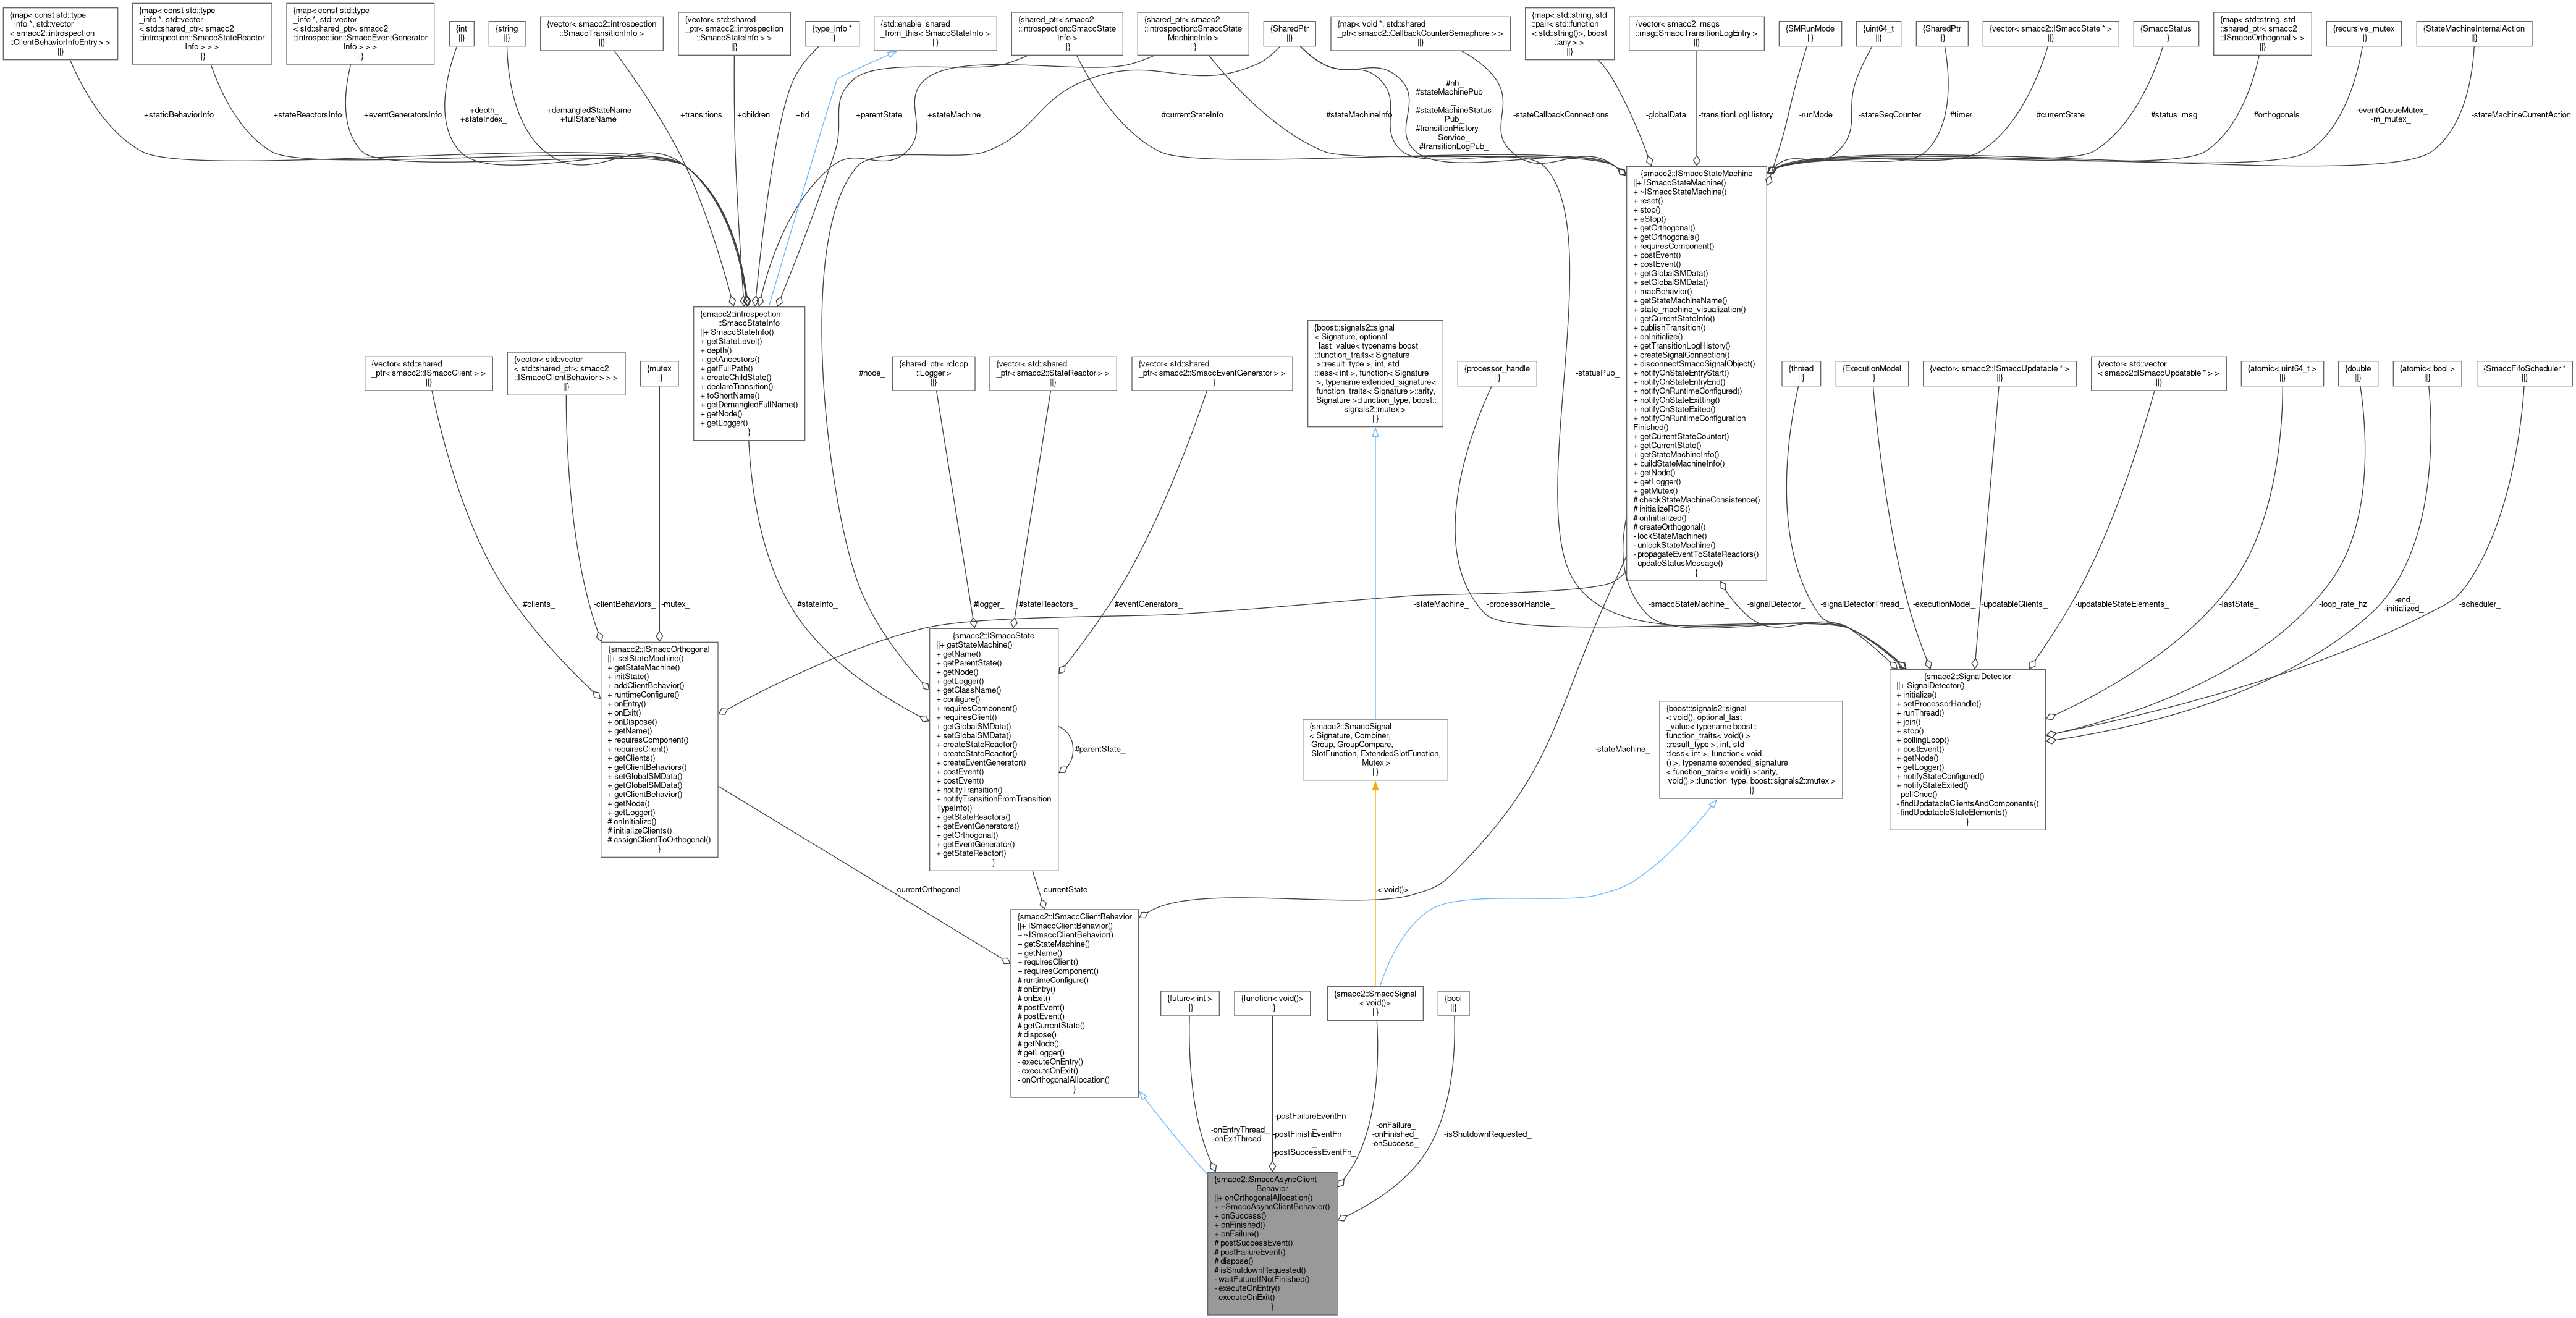 {map< const std::type
_info *, std::vector
< smacc2::introspection
::ClientBehaviorInfoEntry > >
||}
{map< const std::type
_info *, std::vector
< std::shared_ptr< smacc2
::introspection::SmaccStateReactor
Info > > >
||}
{map< const std::type
_info *, std::vector
< std::shared_ptr< smacc2
::introspection::SmaccEventGenerator
Info > > >
||}
{int
||}
{string
||}
{vector< smacc2::introspection
::SmaccTransitionInfo >
||}
{vector< std::shared
_ptr< smacc2::introspection
::SmaccStateInfo > >
||}
{type_info *
||}
{std::enable_shared
_from_this< SmaccStateInfo >
||}
{shared_ptr< smacc2
::introspection::SmaccState
Info >
||}
{shared_ptr< smacc2
::introspection::SmaccState
MachineInfo >
||}
{SharedPtr
||}
{map< void *, std::shared
_ptr< smacc2::CallbackCounterSemaphore > >
||}
{map< std::string, std
::pair< std::function
< std::string()>, boost
::any > >
||}
{vector< smacc2_msgs
::msg::SmaccTransitionLogEntry >
||}
{SMRunMode
||}
{uint64_t
||}
{SharedPtr
||}
{vector< smacc2::ISmaccState * >
||}
{SmaccStatus
||}
{map< std::string, std
::shared_ptr< smacc2
::ISmaccOrthogonal > >
||}
{recursive_mutex
||}
{StateMachineInternalAction
||}
+staticBehaviorInfo
+stateReactorsInfo
+eventGeneratorsInfo
+depth_
+stateIndex_
+demangledStateName
+fullStateName
+transitions_
+children_
+tid_
+parentState_
+stateMachine_
#currentStateInfo_
#stateMachineInfo_
#nh_
#stateMachinePub
_
#stateMachineStatus
Pub_
#transitionHistory
Service_
#transitionLogPub_
-stateCallbackConnections
-globalData_
-transitionLogHistory_
-runMode_
-stateSeqCounter_
#timer_
#currentState_
#status_msg_
#orthogonals_
-eventQueueMutex_
-m_mutex_
-stateMachineCurrentAction
{smacc2::ISmaccStateMachine
||+ ISmaccStateMachine()
+ ~ISmaccStateMachine()
+ reset()
+ stop()
+ eStop()
+ getOrthogonal()
+ getOrthogonals()
+ requiresComponent()
+ postEvent()
+ postEvent()
+ getGlobalSMData()
+ setGlobalSMData()
+ mapBehavior()
+ getStateMachineName()
+ state_machine_visualization()
+ getCurrentStateInfo()
+ publishTransition()
+ onInitialize()
+ getTransitionLogHistory()
+ createSignalConnection()
+ disconnectSmaccSignalObject()
+ notifyOnStateEntryStart()
+ notifyOnStateEntryEnd()
+ notifyOnRuntimeConfigured()
+ notifyOnStateExitting()
+ notifyOnStateExited()
+ notifyOnRuntimeConfiguration
Finished()
+ getCurrentStateCounter()
+ getCurrentState()
+ getStateMachineInfo()
+ buildStateMachineInfo()
+ getNode()
+ getLogger()
+ getMutex()
# checkStateMachineConsistence()
# initializeROS()
# onInitialized()
# createOrthogonal()
- lockStateMachine()
- unlockStateMachine()
- propagateEventToStateReactors()
- updateStatusMessage()
}
{smacc2::introspection
::SmaccStateInfo
||+ SmaccStateInfo()
+ getStateLevel()
+ depth()
+ getAncestors()
+ getFullPath()
+ createChildState()
+ declareTransition()
+ toShortName()
+ getDemangledFullName()
+ getNode()
+ getLogger()
}
{vector< std::shared
_ptr< smacc2::ISmaccClient > >
||}
{vector< std::vector
< std::shared_ptr< smacc2
::ISmaccClientBehavior > > >
||}
{mutex
||}
#node_
{shared_ptr< rclcpp
::Logger >
||}
{vector< std::shared
_ptr< smacc2::StateReactor > >
||}
{vector< std::shared
_ptr< smacc2::SmaccEventGenerator > >
||}
{boost::signals2::signal
< Signature, optional
_last_value< typename boost
::function_traits< Signature
>::result_type >, int, std
::less< int >, function< Signature
>, typename extended_signature<
function_traits< Signature >::arity,
Signature >::function_type, boost::
signals2::mutex >
||}
{processor_handle
||}
-statusPub_
{thread
||}
{ExecutionModel
||}
{vector< smacc2::ISmaccUpdatable * >
||}
{vector< std::vector
< smacc2::ISmaccUpdatable * > >
||}
{atomic< uint64_t >
||}
{double
||}
{atomic< bool >
||}
{SmaccFifoScheduler *
||}
#clients_
-clientBehaviors_
-mutex_
#stateInfo_
#logger_
#stateReactors_
#eventGenerators_
-stateMachine_
-processorHandle_
-smaccStateMachine_
-signalDetector_
-signalDetectorThread_
-executionModel_
-updatableClients_
-updatableStateElements_
-lastState_
-loop_rate_hz
-end_
-initialized_
-scheduler_
{smacc2::ISmaccOrthogonal
||+ setStateMachine()
+ getStateMachine()
+ initState()
+ addClientBehavior()
+ runtimeConfigure()
+ onEntry()
+ onExit()
+ onDispose()
+ getName()
+ requiresComponent()
+ requiresClient()
+ getClients()
+ getClientBehaviors()
+ setGlobalSMData()
+ getGlobalSMData()
+ getClientBehavior()
+ getNode()
+ getLogger()
# onInitialize()
# initializeClients()
# assignClientToOrthogonal()
}
{smacc2::ISmaccState
||+ getStateMachine()
+ getName()
+ getParentState()
+ getNode()
+ getLogger()
+ getClassName()
+ configure()
+ requiresComponent()
+ requiresClient()
+ getGlobalSMData()
+ setGlobalSMData()
+ createStateReactor()
+ createStateReactor()
+ createEventGenerator()
+ postEvent()
+ postEvent()
+ notifyTransition()
+ notifyTransitionFromTransition
TypeInfo()
+ getStateReactors()
+ getEventGenerators()
+ getOrthogonal()
+ getEventGenerator()
+ getStateReactor()
}
#parentState_
{smacc2::SmaccSignal
< Signature, Combiner,
Group, GroupCompare,
SlotFunction, ExtendedSlotFunction,
Mutex >
||}
-stateMachine_
{boost::signals2::signal
< void(), optional_last
_value< typename boost::
function_traits< void()
>::result_type >, int, std
::less< int >, function< void
() >, typename extended_signature
< function_traits< void() >::arity,
void() >::function_type, boost::signals2::mutex >
||}
{smacc2::SignalDetector
||+ SignalDetector()
+ initialize()
+ setProcessorHandle()
+ runThread()
+ join()
+ stop()
+ pollingLoop()
+ postEvent()
+ getNode()
+ getLogger()
+ notifyStateConfigured()
+ notifyStateExited()
- pollOnce()
- findUpdatableClientsAndComponents()
- findUpdatableStateElements()
}
-currentOrthogonal
-currentState
< void()>
{smacc2::ISmaccClientBehavior
||+ ISmaccClientBehavior()
+ ~ISmaccClientBehavior()
+ getStateMachine()
+ getName()
+ requiresClient()
+ requiresComponent()
# runtimeConfigure()
# onEntry()
# onExit()
# postEvent()
# postEvent()
# getCurrentState()
# dispose()
# getNode()
# getLogger()
- executeOnEntry()
- executeOnExit()
- onOrthogonalAllocation()
}
{future< int >
||}
{function< void()>
||}
{smacc2::SmaccSignal
< void()>
||}
{bool
||}
-onEntryThread_
-onExitThread_
-postFailureEventFn
_
-postFinishEventFn
_
-postSuccessEventFn_
-onFailure_
-onFinished_
-onSuccess_
-isShutdownRequested_
{smacc2::SmaccAsyncClient
Behavior
||+ onOrthogonalAllocation()
+ ~SmaccAsyncClientBehavior()
+ onSuccess()
+ onFinished()
+ onFailure()
# postSuccessEvent()
# postFailureEvent()
# dispose()
# isShutdownRequested()
- waitFutureIfNotFinished()
- executeOnEntry()
- executeOnExit()
}